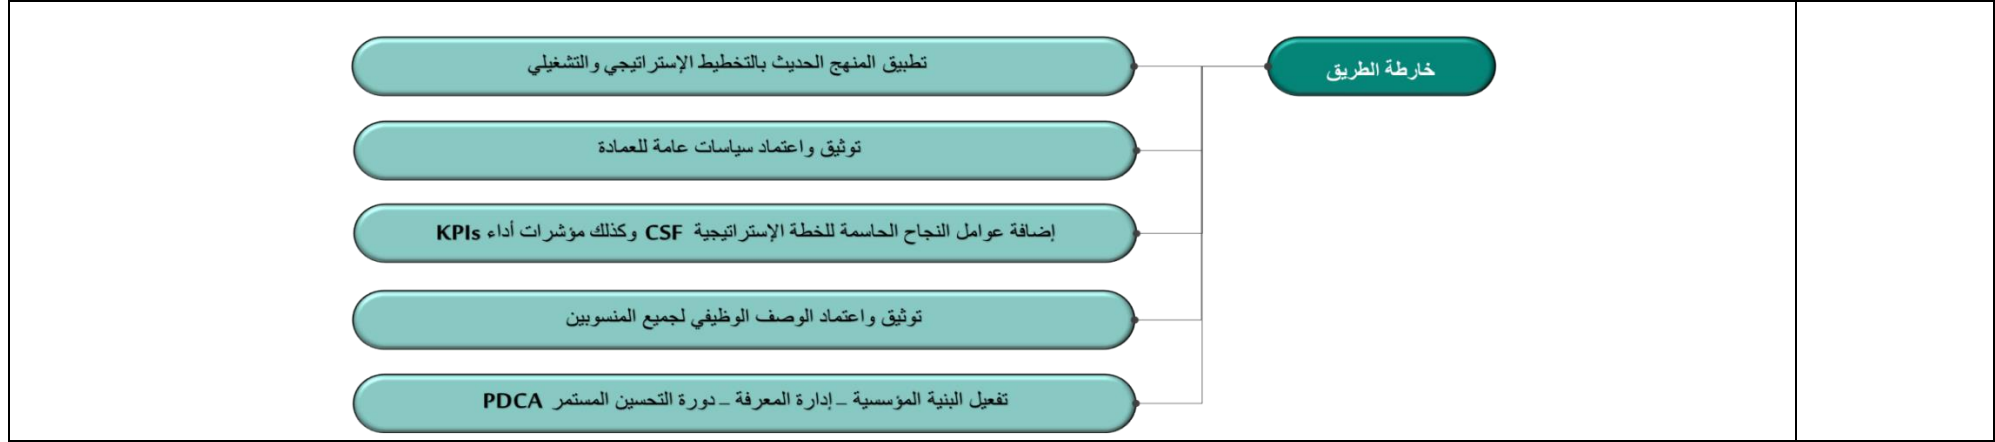 خارطة الطريق
تطبيق المنهج الحديث بالتخطيط الإستراتيجي والتشغيلي
توثيق واعتماد سياسات عامة للعمادة
إضافة عوامل النجاح الحاسمة للخطة الإستراتيجية CSF وكذلك مؤشرات أداء KPIs
توثيق واعتماد الوصف الوظيفي لجميع المنسوبين
تفعيل البنية المؤسسية – إدارة المعرفة – دورة التحسين المستمر PDCA